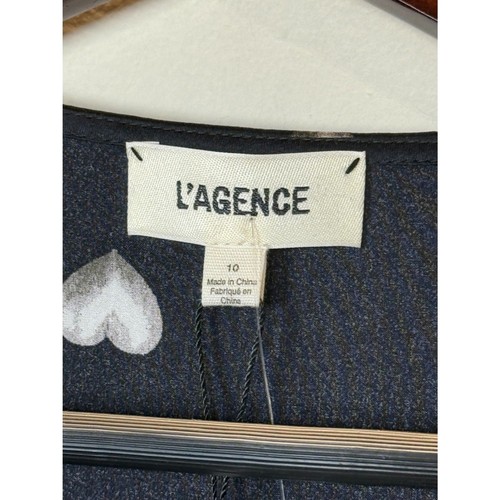 L'AGENCE
10
Made in China
Fabriqué en
Chine